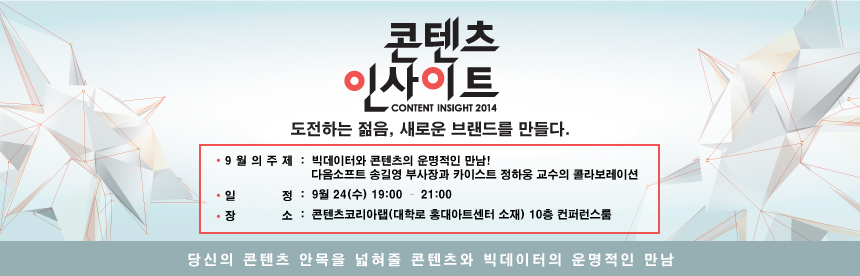 콘텐츠
인사이트
CONTENT INSIGHT 2014
도전하는 젊음, 새로운 브랜드를 만들다.
• 9월의주제 : 빅데이터와 콘텐츠의 운명적인 만남!
다음소프트 송길영 부사장과 카이스트 정하웅 교수의 콜라보레이션
• 일 정 : 9월 24(수) 19:00 - 21:00
• 장 소 : 콘텐츠코리아랩(대학로 홍대아트센터 소재) 10층 컨퍼런스룸
당신의 콘텐츠 안목을 넓혀줄 콘텐츠와 빅데이터의 운명적인 만남